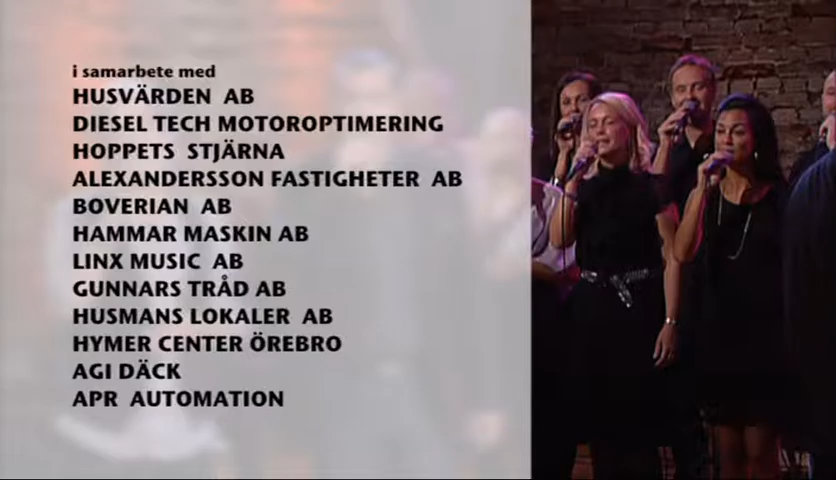 i samarbete med
HUSVÄRDEN AB
DIESEL TECH MOTOROPTIMERING
HOPPETS STJÄRNA
ALEXANDERSSON FASTIGHETER AB
BOVERIAN AB
HAMMAR MASKIN AB
LINX MUSIC AB
GUNNARS TRÅD AB
HUSMANS LOKALER AB
HYMER CENTER ÖREBRO
AGI DÄCK
APR AUTOMATION